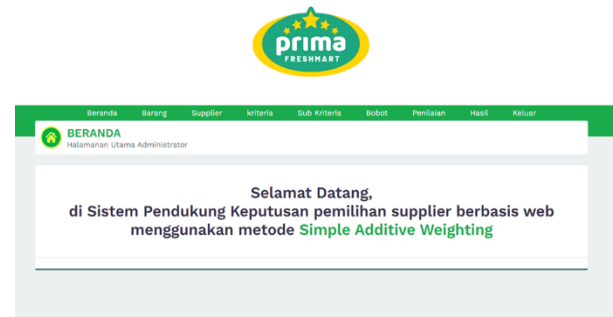 prima
FRESHMART
Beranda Barang Supplier kriteria Sub Kriteria Bobot Penilaian Hasil Keluar
BERANDA
Halamanan Utama Administrator
Selamat Datang,
di Sistem Pendukung Keputusan pemilihan supplier berbasis web
menggunakan metode Simple Additive Weighting